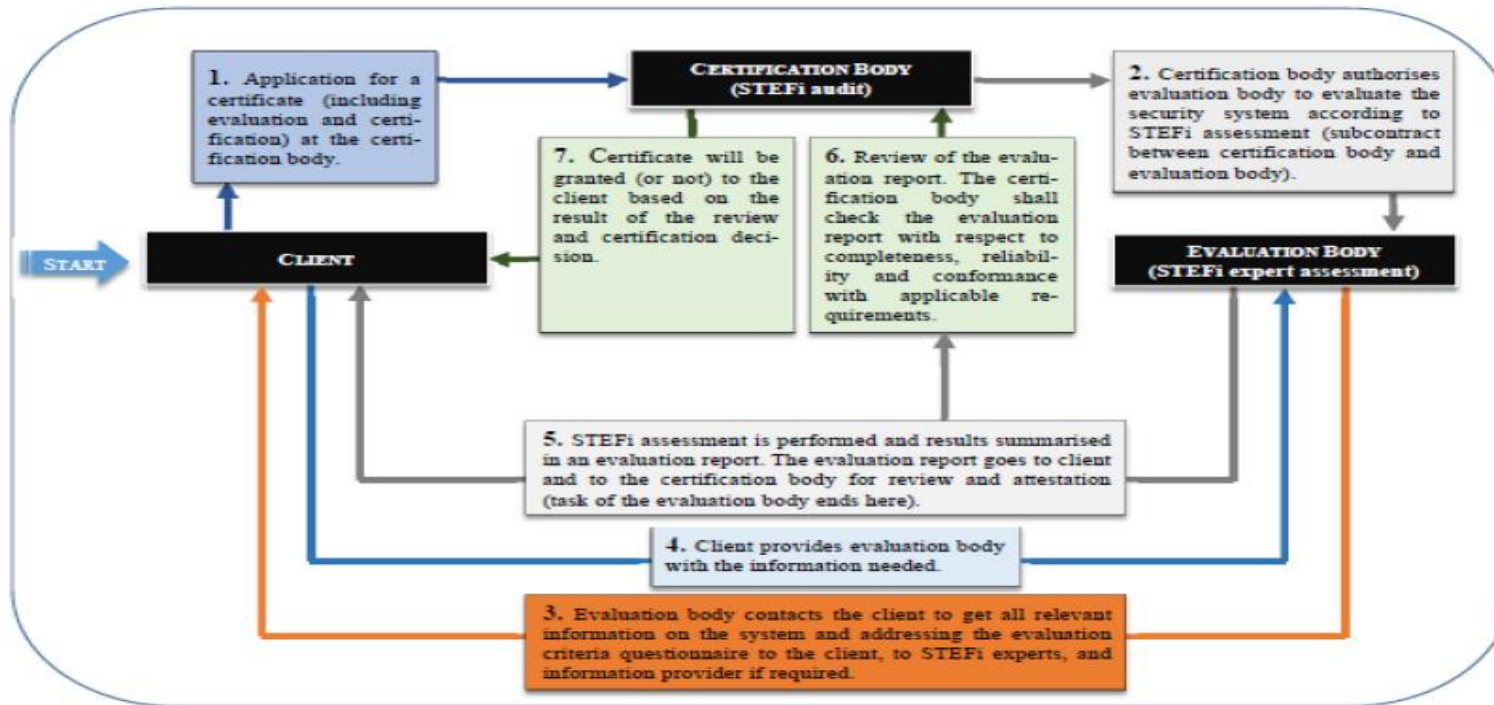 1. Application for a
certificate (including
evaluation and certi-
fication) at the certi-
fication body.
CERTIFICATION BODY
(STEFi audit)
2. Certification body authorises
evaluation body to evaluate the
security system according to
STEFi assessment (subcontract
between certification body and
evaluation body).
7. Certificate will be
granted (or not) to the
client based on the
result of the review
and certification deci-
sion.
6. Review of the evalu-
ation report. The certi-
fication body shall
check the evaluation
report with respect to
completeness, reliabil-
ity and conformance
with applicable re-
quirements.
START
CLIENT
EVALUATION BODY
(STEFi expert assessment)
5. STEFi assessment is performed and results summarised
in an evaluation report. The evaluation report goes to client
and to the certification body for review and attestation
(task of the evaluation body ends here).
4. Client provides evaluation body
with the information needed.
3. Evaluation body contacts the client to get all relevant
information on the system and addressing the evaluation
criteria questionnaire to the client, to STEFi experts, and
information provider if required.